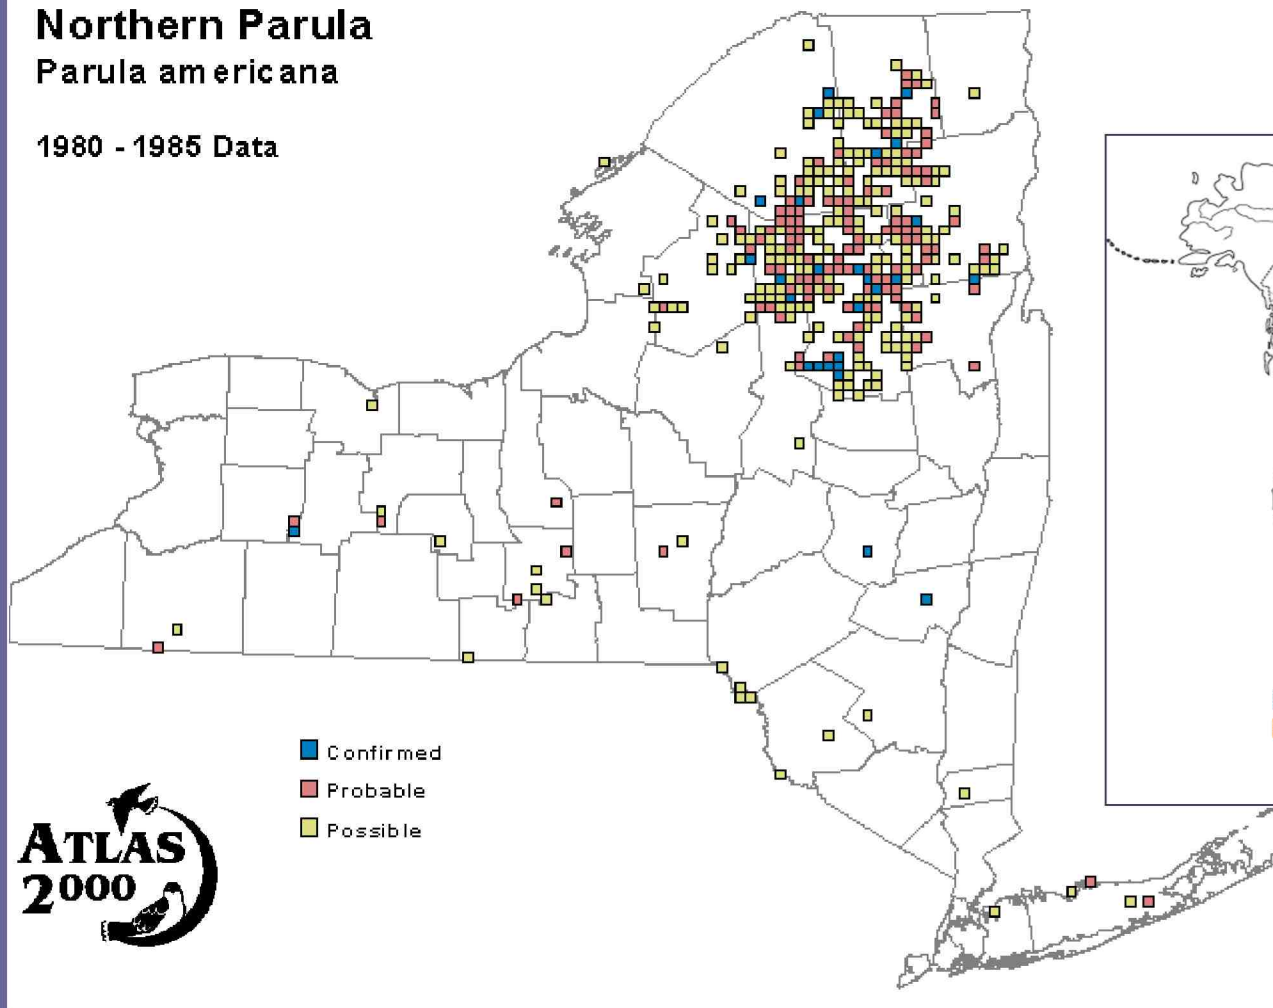 Northern Parula
Parula americana
1980 - 1985 Data
Confirmed
Probable
Possible
ATLAS
2000